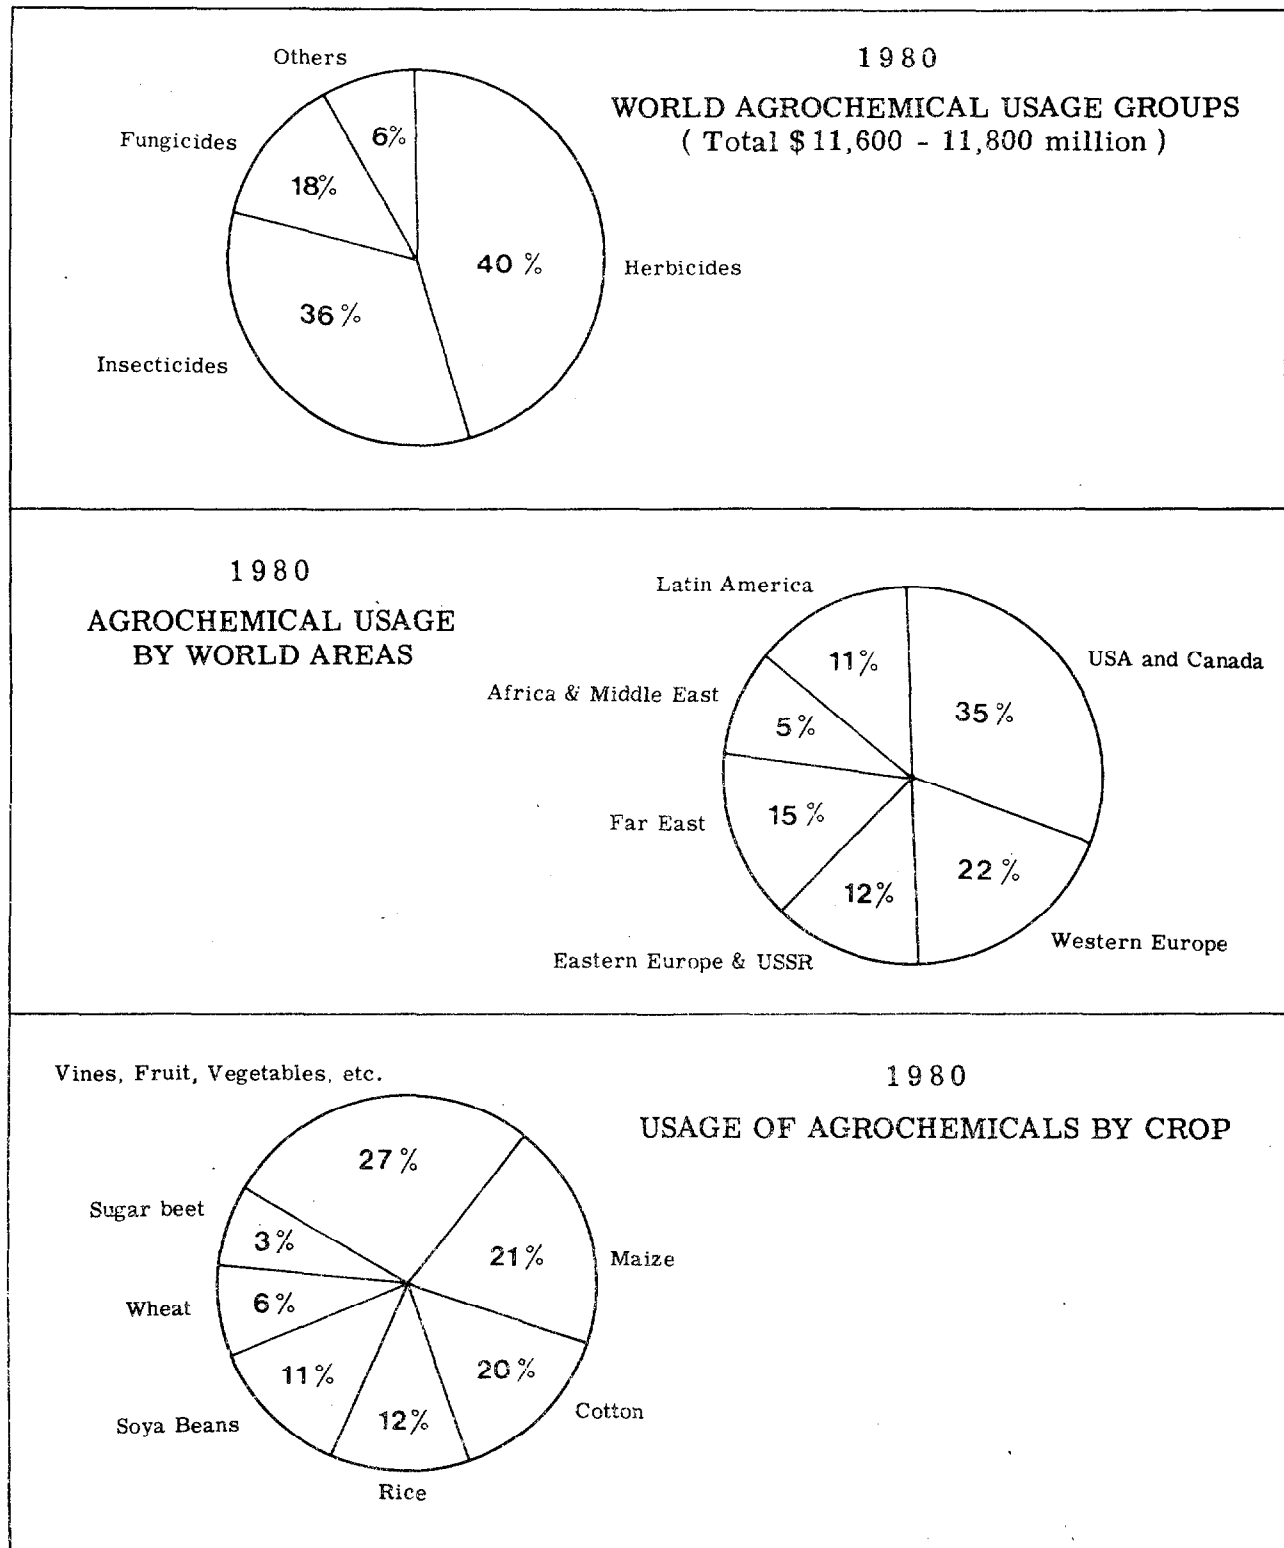 1980
WORLD AGROCHEMICAL USAGE GROUPS
( Total $ 11,600 - 11,800 million )
Others
6%
Fungicides
18%
40 %
Herbicides
36 %
Insecticides
1980
AGROCHEMICAL USAGE
BY WORLD AREAS
Latin America
11%
USA and Canada
35 %
Africa & Middle East
5 %
15 %
Far East
22 %
12%
Western Europe
Eastern Europe & USSR
1980
USAGE OF AGROCHEMICALS BY CROP
Vines, Fruit, Vegetables, etc.
27 %
Sugar beet
3 %
21 %
Maize
Wheat
6 %
11 %
20 %
Cotton
Soya Beans
12%
Rice